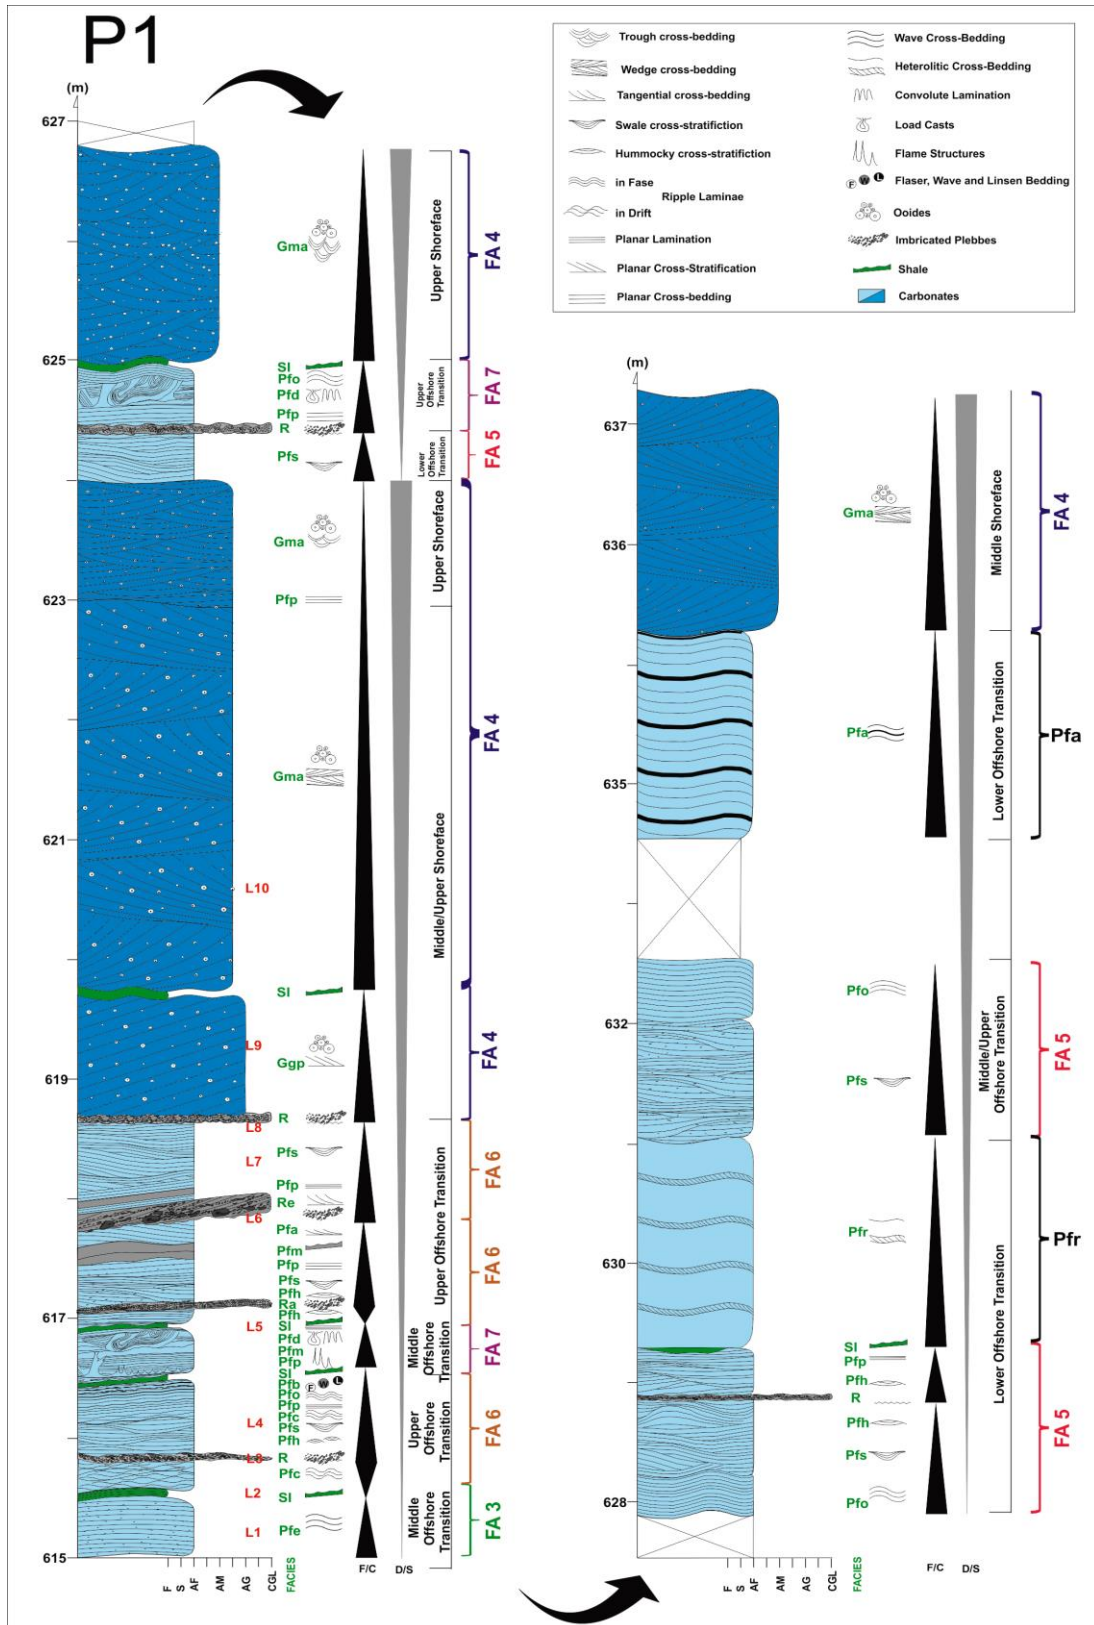 P1
Trough cross-bedding
Wedge cross-bedding
Tangential cross-bedding
Swale cross-stratifiction
Hummocky cross-stratifiction
in Fase
Ripple Laminae
in Drift
Planar Lamination
Planar Cross-Stratification
Planar Cross-bedding
Wave Cross-Bedding
Heterolitic Cross-Bedding
Convolute Lamination
Load Casts
Flame Structures
F W L Flaser, Wave and Linsen Bedding
Ooides
Imbricated Plebbes
Shale
Carbonates
(m)
627
625
623
621
619
617
615
Gma
Sl
Pfo
Pfd
Pfp
R
Pfs
Gma
Pfp
Gma
L10
Sl
L9
Ggp
R
L8
Pfs
L7
Pfp
Re
L6
Pfa
Pfm
Pfp
Pfs
Pfh
Ra
Pfh
L5
Sl
Pfd
Pfm
Pfp
Sl
Pfb
F W L
Pfo
Pfp
Pfc
L4
Pfs
Pfh
L3
R
Pfc
L2
Sl
L1
Pfe
F
S
AF
AM
AG
CGL
FACIES
F/C
D/S
Upper Shoreface
Upper Offshore Transition
Lower Offshore Transition
Upper Shoreface
Middle/Upper Shoreface
Upper Offshore Transition
Middle Offshore Transition
Upper Offshore Transition
Middle Offshore Transition
FA 4
FA 7
FA 5
FA 4
FA 4
FA 6
FA 6
FA 7
FA 6
FA 3
(m)
637
636
635
632
630
628
Gma
Pfa
Pfo
Pfs
Pfr
Sl
Pfp
Pfh
R
Pfh
Pfs
Pfo
F
S
AF
AM
AG
CGL
FACIES
F/C
D/S
Middle Shoreface
Lower Offshore Transition
Middle/Upper Offshore Transition
Lower Offshore Transition
FA 4
Pfa
FA 5
Pfr
FA 5